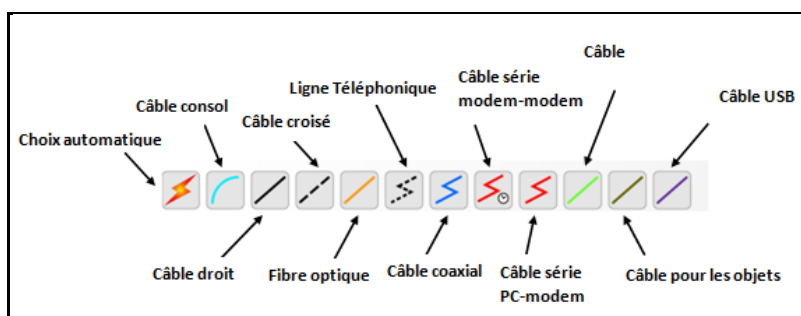 Câble
Ligne Téléphonique
Câble série
modem-modem
Câble USB
Câble consol
Câble croisé
Choix automatique
Câble droit
Fibre optique
Câble coaxial
Câble série
PC-modem
Câble pour les objets